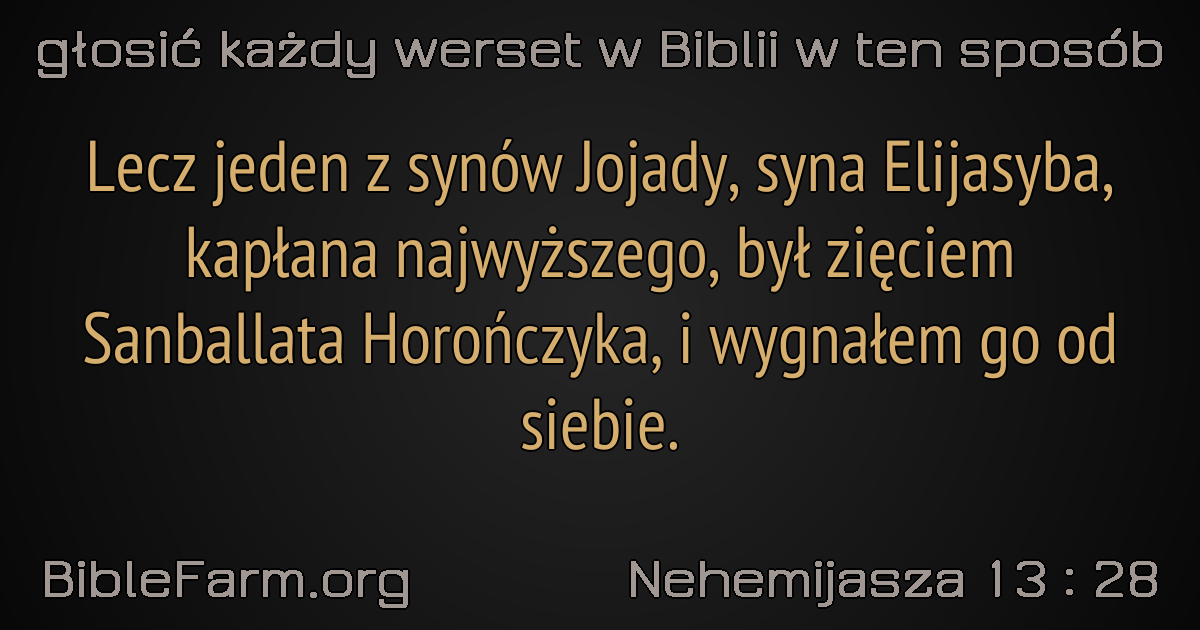 głosić każdy werset w Biblii w ten sposób
Lecz jeden z synów Jojady, syna Elijasyba,
kapłana najwyższego, był zięciem
Sanballata Horończyka, i wygnałem go od
siebie.
BibleFarm.org
Nehemijasza 13 : 28